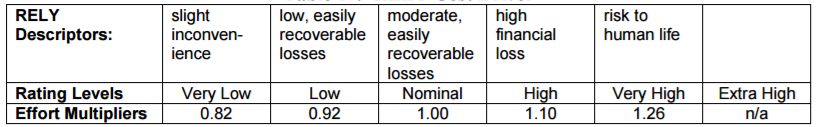 RELY Descriptors: slight inconven-ience low, easily recoverable losses moderate, easily recoverable losses high financial loss risk to human life
Rating Levels Very Low Low Nominal High Very High Extra High
Effort Multipliers 0.82 0.92 1.00 1.10 1.26 n/a